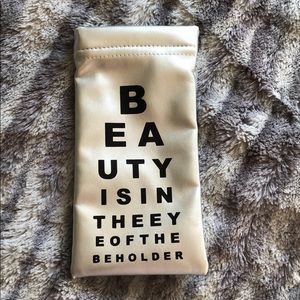 B
EA
UTY
ISIN
THEEY
EOFTHE
BEHOLDER